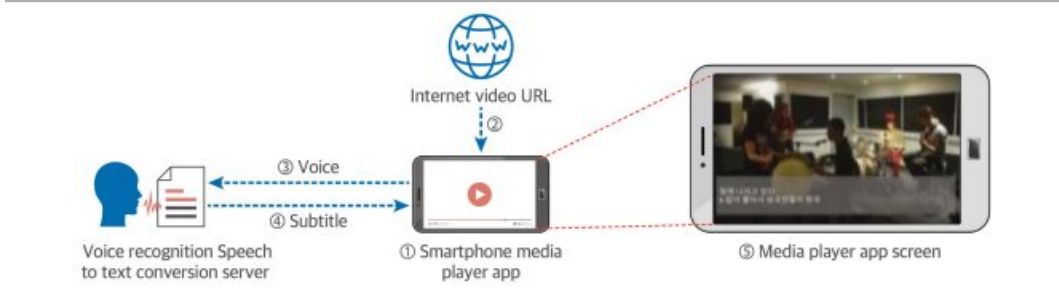 WWW
Internet video URL
②
③ Voice
④ Subtitle
Voice recognition Speech
to text conversion server
① Smartphone media
player app
⑤ Media player app screen